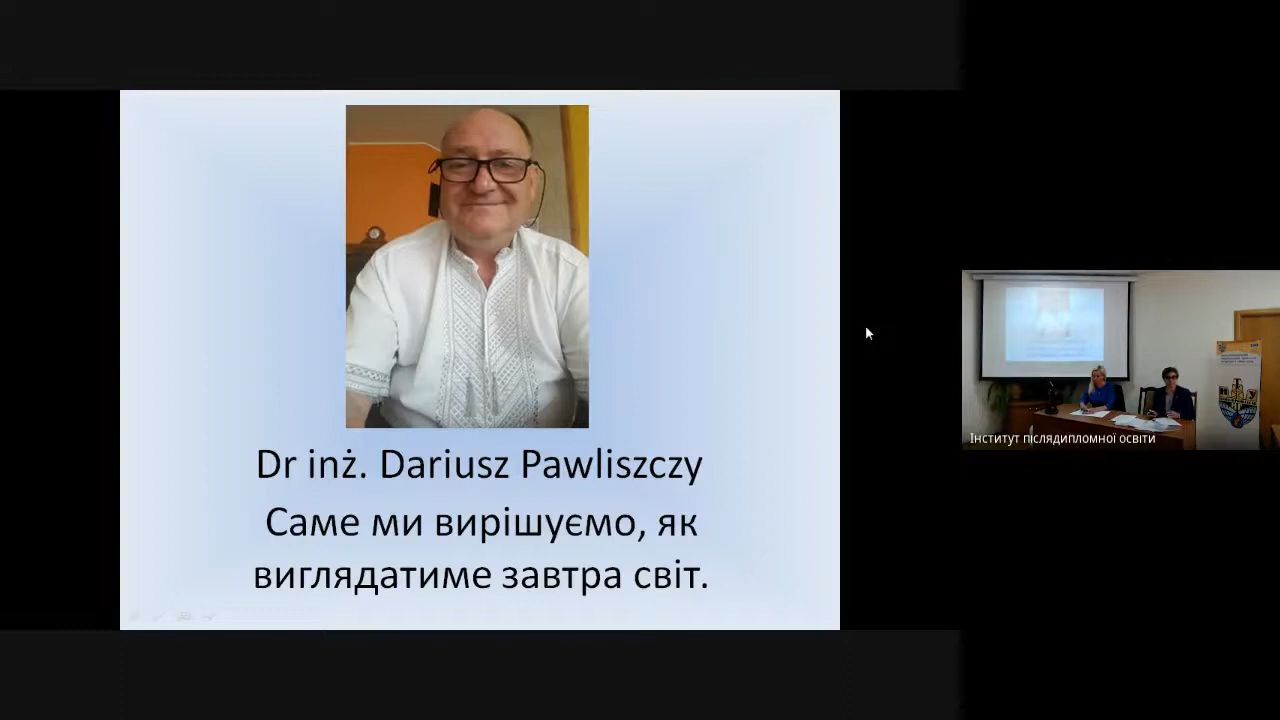 Dr inż. Dariusz Pawliszczy
Саме ми вирішуємо, як
виглядатиме завтра світ.
Інститут післядипломної освіти